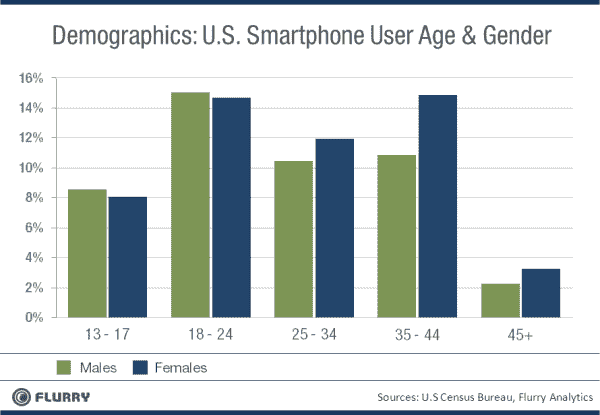 Demographics: U.S. Smartphone User Age & Gender
16%
14%
12%
10%
8%
6%
4%
2%
0%
13 - 17 18 - 24 25 - 34 35 - 44 45+
Males Females
FLURRY
Sources: U.S Census Bureau, Flurry Analytics